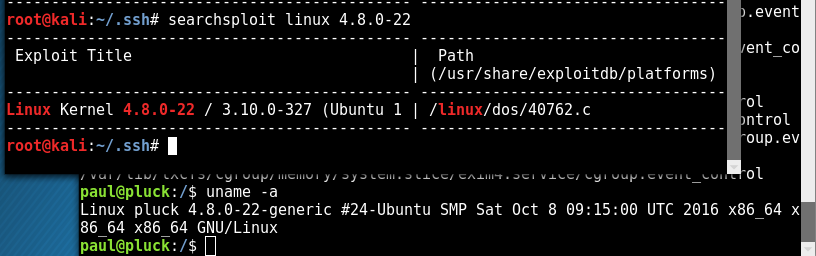 root@kali:~/.ssh# searchsploit linux 4.8.0-22
Exploit Title | Path
| (/usr/share/exploitdb/platforms)
Linux Kernel 4.8.0-22 / 3.10.0-327 (Ubuntu 1 | /linux/dos/40762.c
root@kali:~/.ssh#
p.event
vent_co
rol
ontrol
roup.ev
/var/lib/lxcfs/cgroup/memory/system.slice/exim4.service/cgroup.event_control
paul@pluck:/$ uname -a
Linux pluck 4.8.0-22-generic #24-Ubuntu SMP Sat Oct 8 09:15:00 UTC 2016 x86_64 x
86_64 x86_64 GNU/Linux
paul@pluck:/$